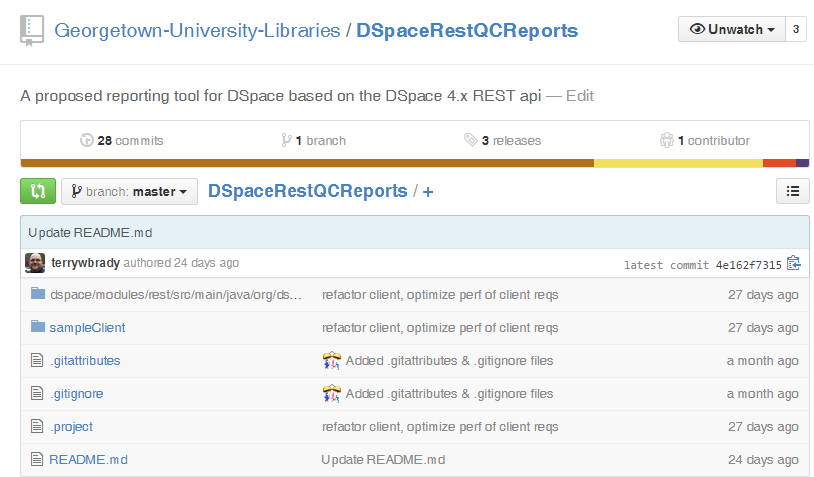 Georgetown-University-Libraries / DSpaceRestQCReports Unwatch 3
A proposed reporting tool for DSpace based on the DSpace 4.x REST api — Edit
28 commits 1 branch 3 releases 1 contributor
branch: master DSpaceRestQCReports / +
Update README.md
terrywbrady authored 24 days ago latest commit 4e162f7315
dspace/modules/rest/src/main/java/org/ds... refactor client, optimize perf of client reqs 27 days ago
sampleClient refactor client, optimize perf of client reqs 27 days ago
.gitattributes Added .gitattributes & .gitignore files a month ago
.gitignore Added .gitattributes & .gitignore files a month ago
.project refactor client, optimize perf of client reqs 27 days ago
README.md Update README.md 24 days ago